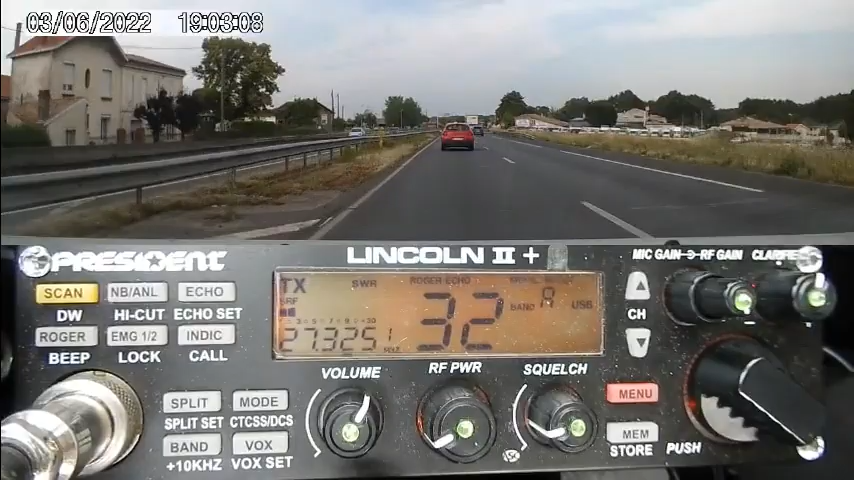 03/06/2022 19:03:08
PRESIDENT LINCOLN II + MIC GAIN RF GAIN CLARIFIE
SCAN NB/ANL ECHO
DW HI-CUT ECHO SET
ROGER EMG 1/2 INDIC
BEEP LOCK CALL
TX SWR ROGER ECHO
32
BAND A USB
27.3251
CH
VOLUME RF PWR SQUELCH
SPLIT MODE
SPLIT SET CTCSS/DCS
BAND VOX
+10KHZ VOX SET
MENU
MEM
STORE PUSH